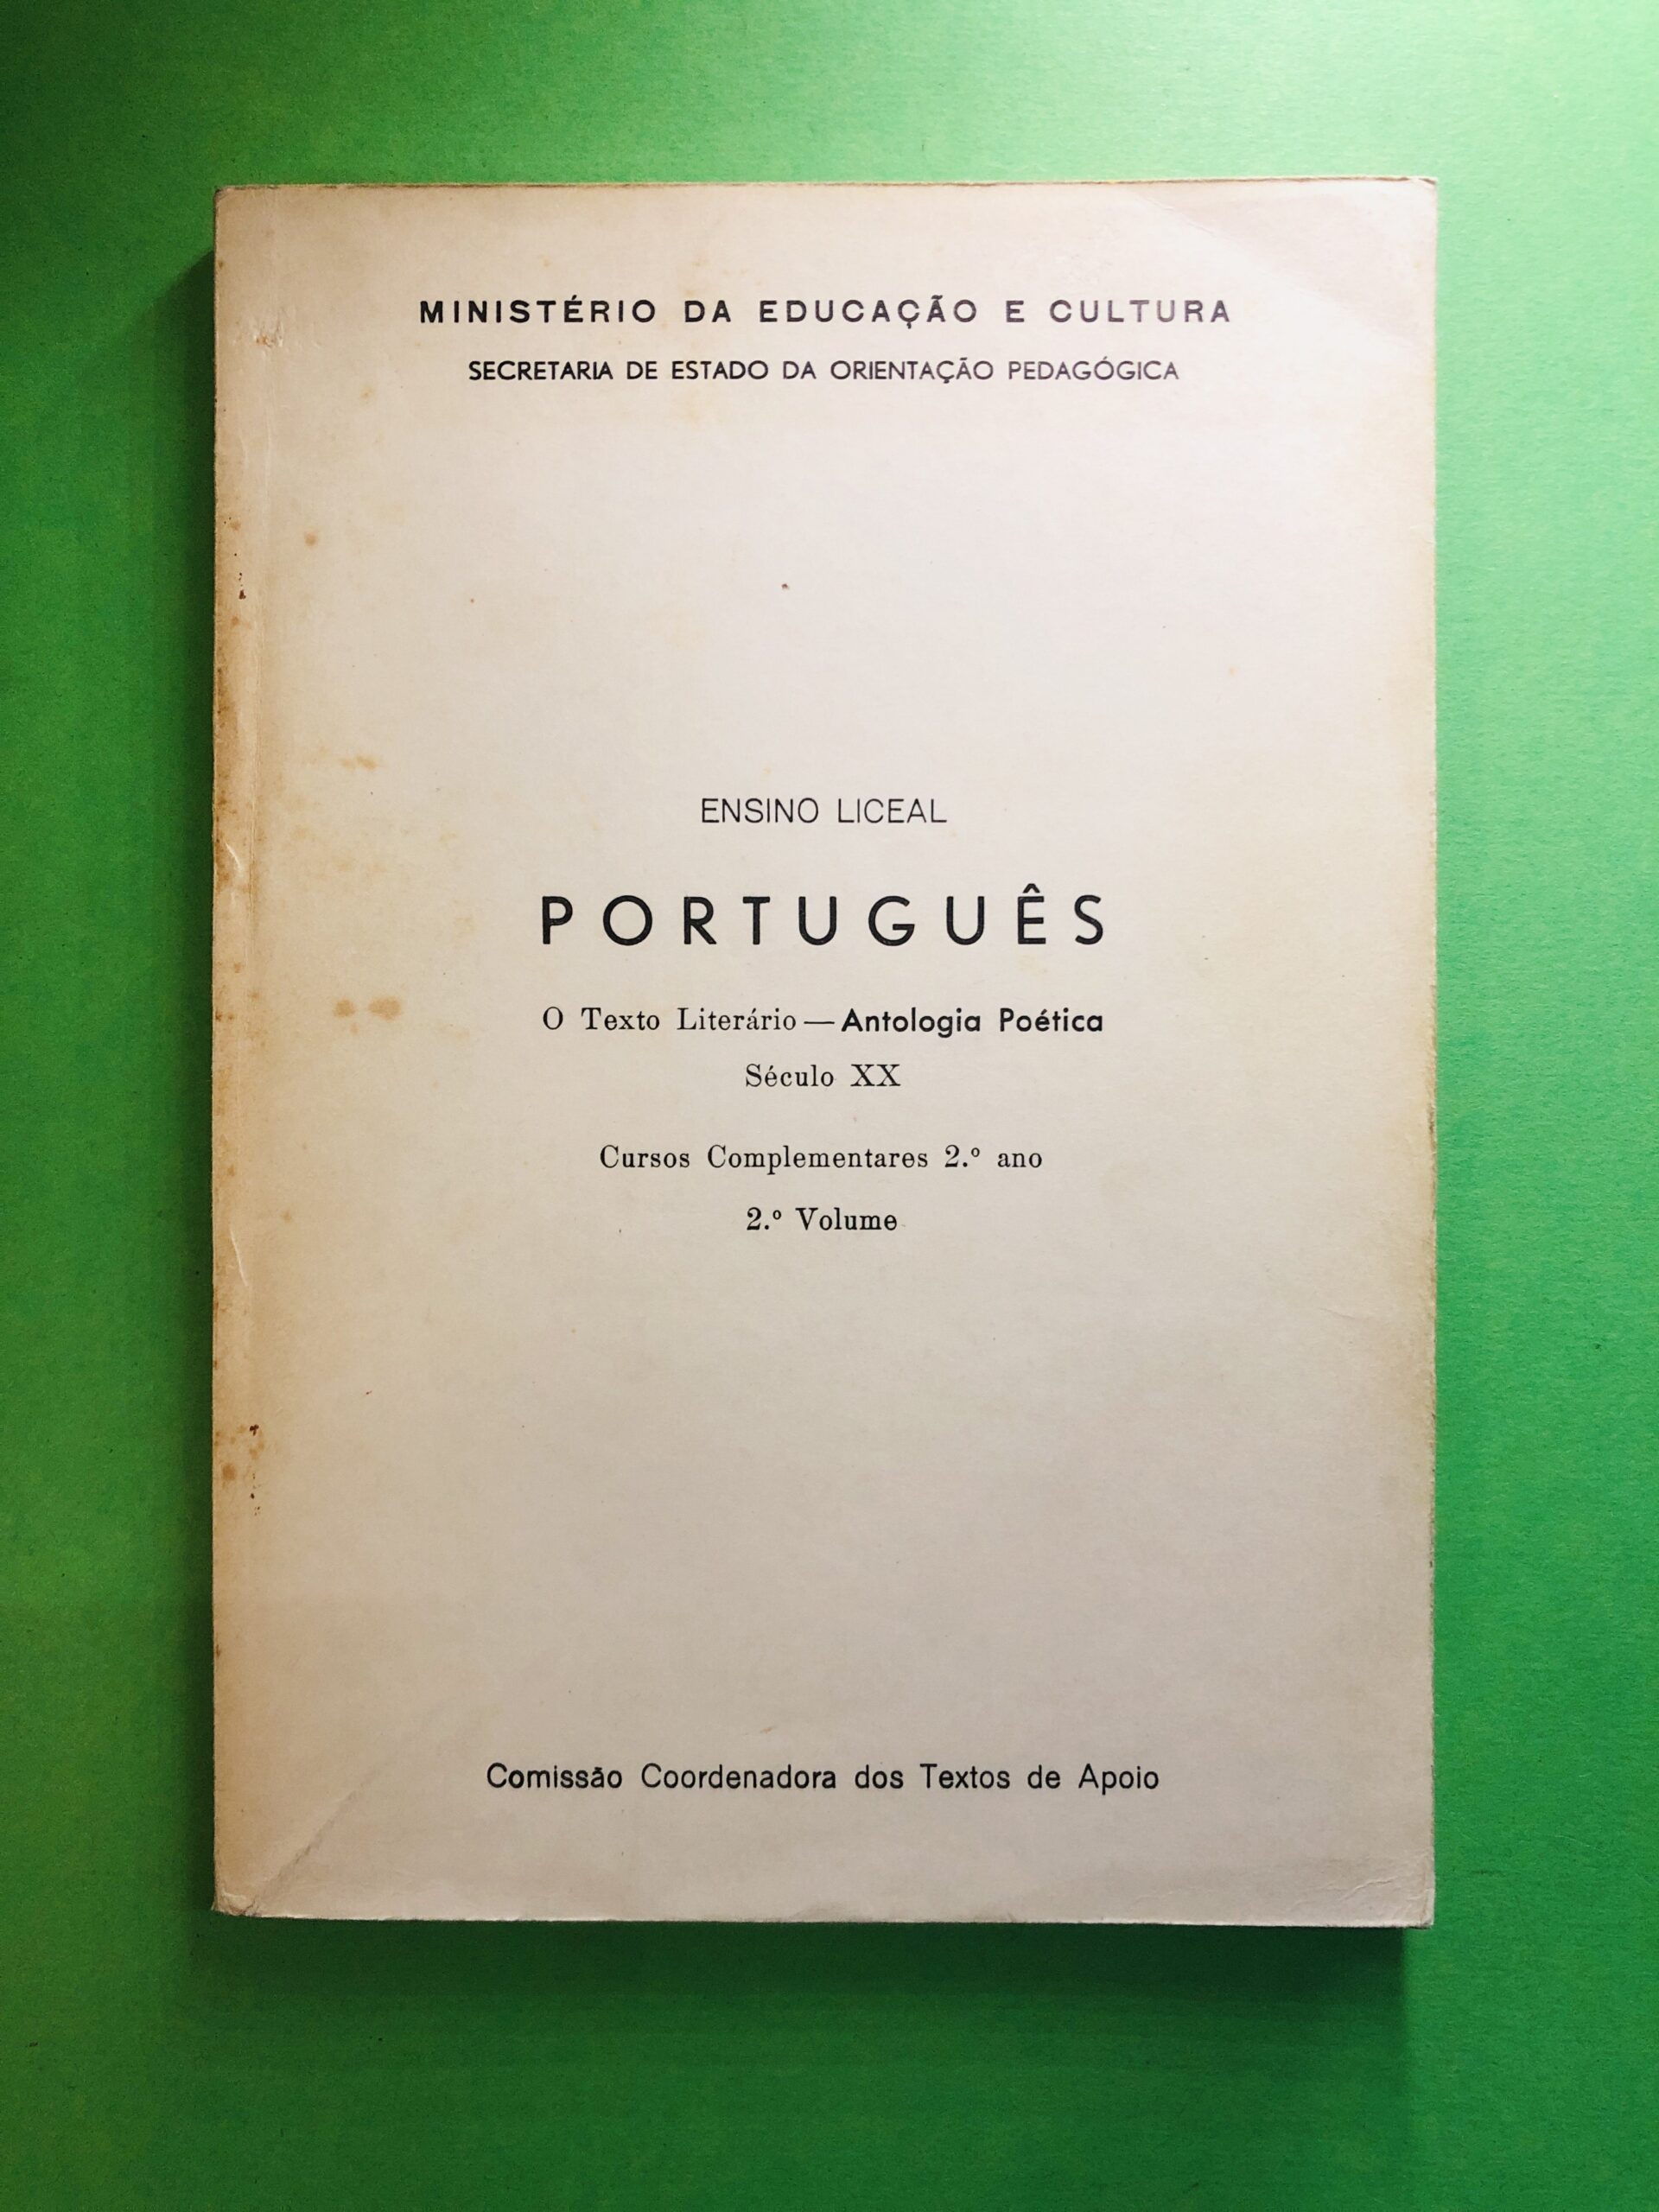 MINISTÉRIO DA EDUCAÇÃO E CULTURA
SECRETARIA DE ESTADO DA ORIENTAÇÃO PEDAGÓGICA
ENSINO LICEAL
PORTUGUÊS
O Texto Literário — Antologia Poética
Século XX
Cursos Complementares 2.º ano
2.º Volume
Comissão Coordenadora dos Textos de Apoio